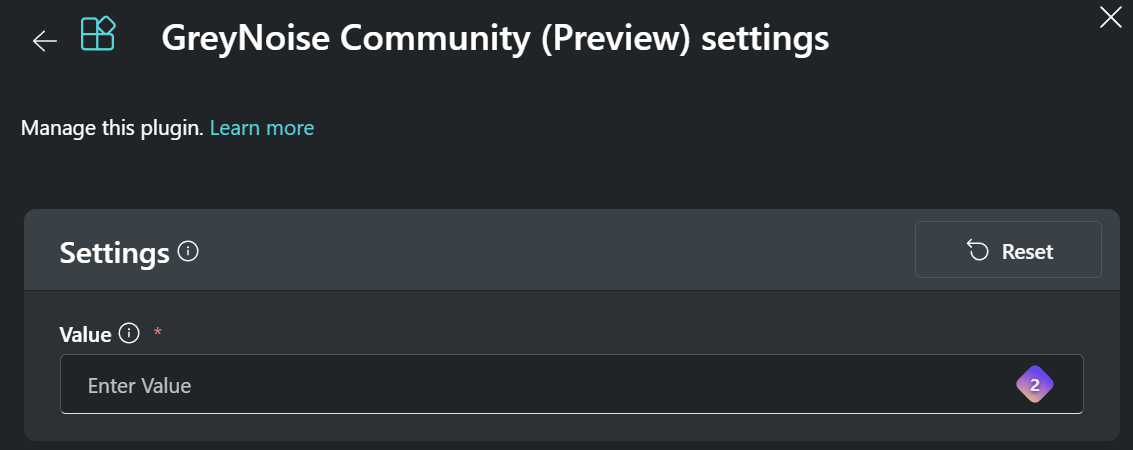 GreyNoise Community (Preview) settings
Manage this plugin. Learn more
Settings
Reset
Value *
Enter Value
2